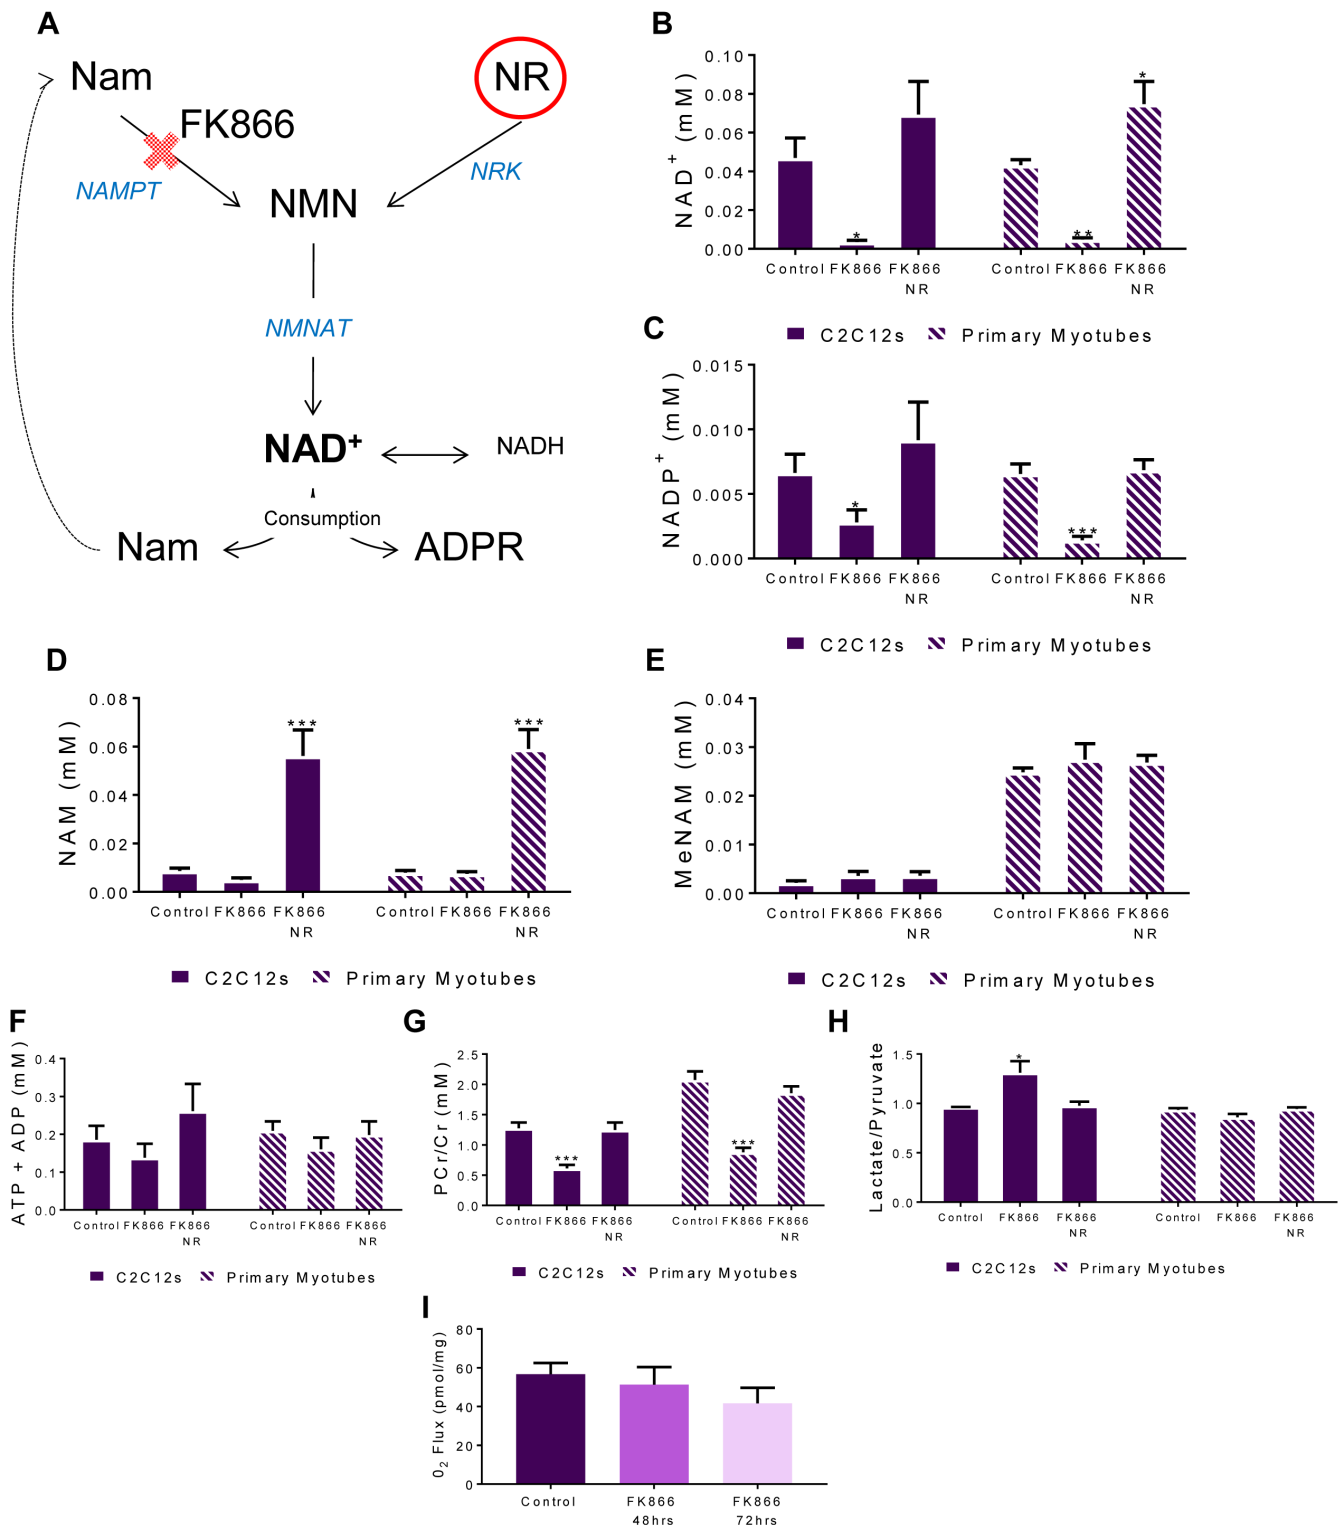 A
Nam
NR
FK866
NAMPT
NRK
NMN
NMNAT
NAD+
NADH
Consumption
Nam
ADPR
B
NAD+ (mM)
0.10
0.08
0.06
0.04
0.02
0.00
*
**
*
Control FK866 FK866 Control FK866 FK866
NR NR
C2C12s Primary Myotubes
C
NADP+ (mM)
0.015
0.010
0.005
0.000
*
***
Control FK866 FK866 Control FK866 FK866
NR NR
C2C12s Primary Myotubes
D
NAM (mM)
0.08
0.06
0.04
0.02
0.00
*** ***
Control FK866 FK866 Control FK866 FK866
NR NR
C2C12s Primary Myotubes
E
MeNAM (mM)
0.04
0.03
0.02
0.01
0.00
Control FK866 FK866 Control FK866 FK866
NR NR
C2C12s Primary Myotubes
F
ATP + ADP (mM)
0.4
0.3
0.2
0.1
0.0
Control FK866 FK866 Control FK866 FK866
NR NR
C2C12s Primary Myotubes
G
PCr/Cr (mM)
2.5
2.0
1.5
1.0
0.5
0.0
*** ***
Control FK866 FK866 Control FK866 FK866
NR NR
C2C12s Primary Myotubes
H
Lactate/Pyruvate
1.5
1.0
0.5
0.0
*
Control FK866 FK866 Control FK866 FK866
NR NR
C2C12s Primary Myotubes
I
0₂ Flux (pmol/mg)
80
60
40
20
0
Control FK866 FK866
48hrs 72hrs